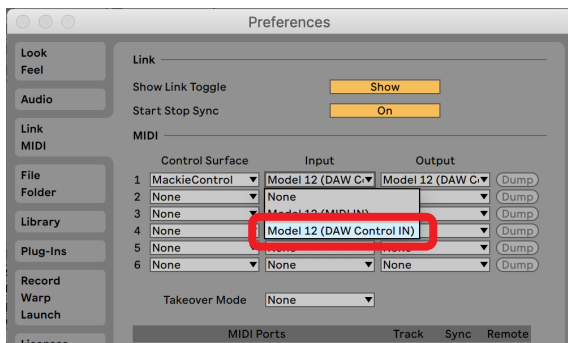 Preferences
Look
Feel
Audio
Link
MIDI
File
Folder
Library
Plug-Ins
Record
Warp
Launch
Licenses
Link
Show Link Toggle Show
Start Stop Sync On
MIDI
Control Surface Input Output
1 MackieControl Model 12 (DAW C Model 12 (DAW C Dump
2 None None Dump
3 None Model 12 (MIDI IN) Dump
4 None Model 12 (DAW Control IN) Dump
5 None None None Dump
6 None None None Dump
Takeover Mode None
MIDI Ports Track Sync Remote